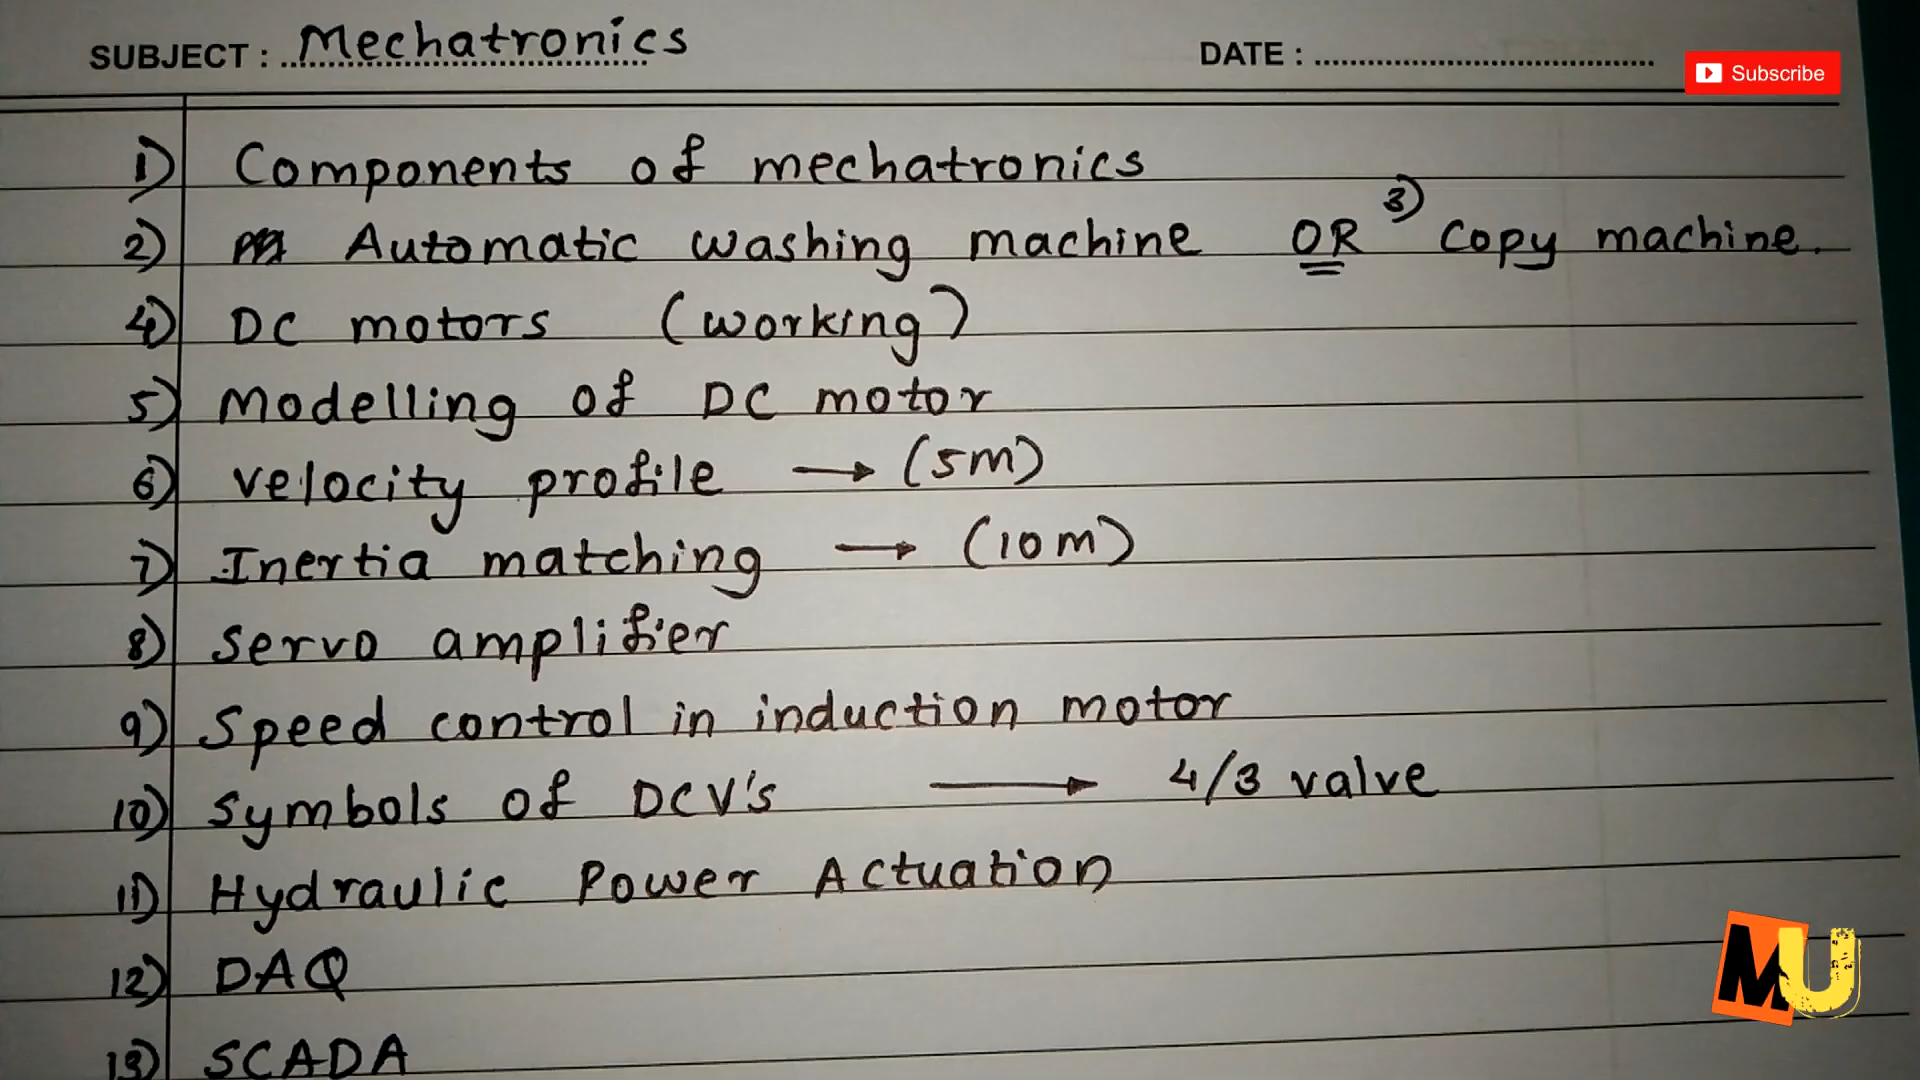 SUBJECT : Mechatronics DATE :
Subscribe
1) Components of mechatronics
2) Automatic washing machine OR 3) Copy machine.
4) DC motors (working)
5) Modelling of DC motor
6) velocity profile → (5m)
7) Inertia matching → (10m)
8) Servo amplifier
9) Speed control in induction motor
10) Symbols of DCV's → 4/3 valve
11) Hydraulic Power Actuation
12) DAQ
MU
13) SCADA